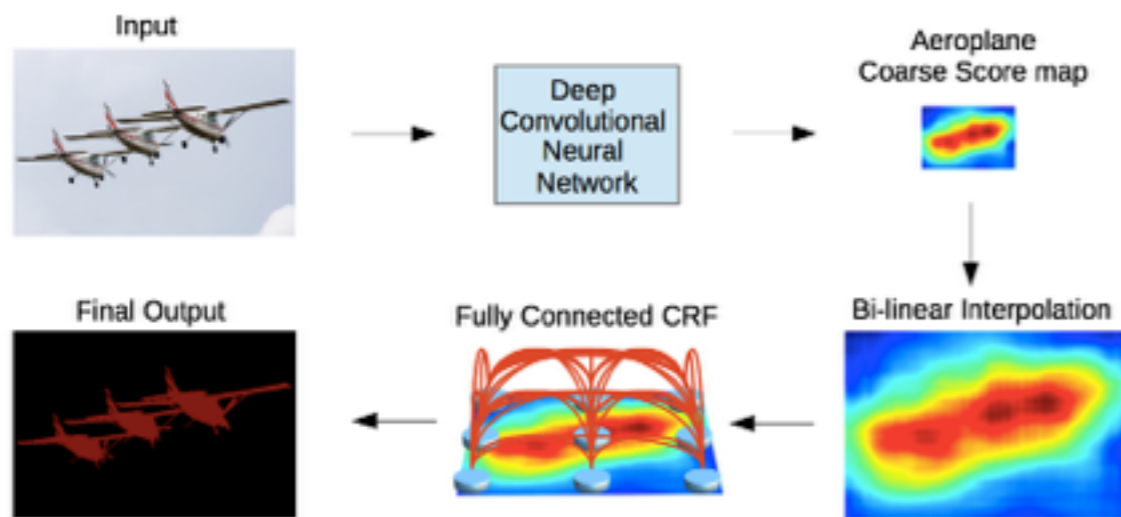 Input
Deep
Convolutional
Neural
Network
Aeroplane
Coarse Score map
Bi-linear Interpolation
Fully Connected CRF
Final Output